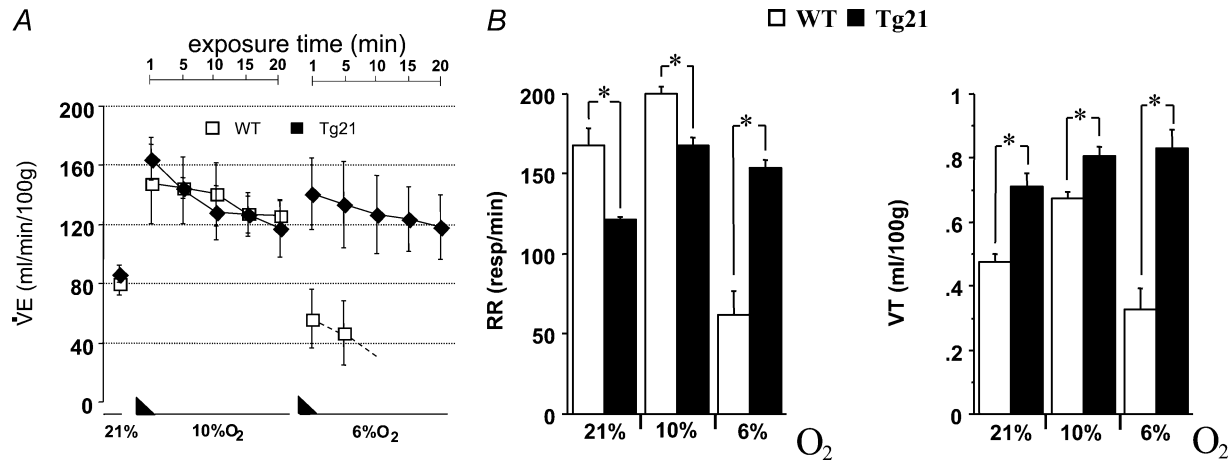 A
exposure time (min)
1 5 10 15 20 1 5 10 15 20
V̇E (ml/min/100g)
200
160
120
80
40
0
WT Tg21
21% 10%O₂ 6%O₂
B
WT Tg21
RR (resp/min)
200
150
100
50
0
* * *
21% 10% 6% O₂
VT (ml/100g)
1
.8
.6
.4
.2
0
* * *
21% 10% 6% O₂